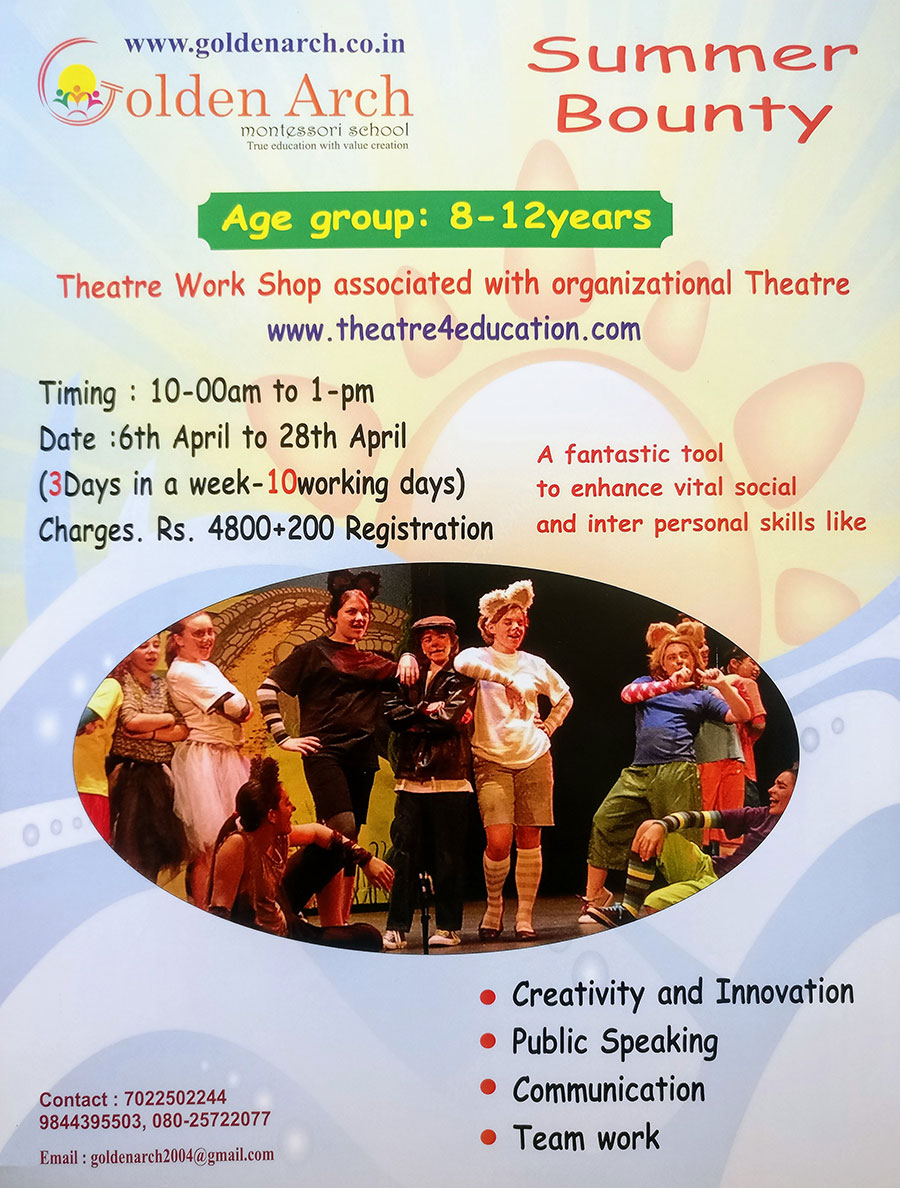 www.goldenarch.co.in
Golden Arch
montessori school
True education with value creation
Summer
Bounty
Age group: 8-12years
Theatre Work Shop associated with organizational Theatre
www.theatre4education.com
Timing : 10-00am to 1-pm
Date :6th April to 28th April
(3Days in a week-10working days)
Charges. Rs. 4800+200 Registration
A fantastic tool
to enhance vital social
and inter personal skills like
• Creativity and Innovation
• Public Speaking
• Communication
• Team work
Contact : 7022502244
9844395503, 080-25722077
Email : goldenarch2004@gmail.com